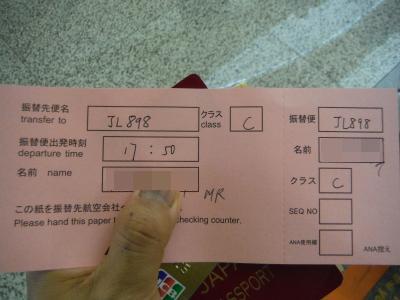 振替先便名 クラス
transfer to JL898 class C
振替便出発時刻
departure time 17:50
名前 name
MR
この紙を振替先航空会社
Please hand this paper checking counter.
振替便 JL898
名前
クラス C
SEQ NO
ANA使用欄
ANA控え
PASSPORT
JCB